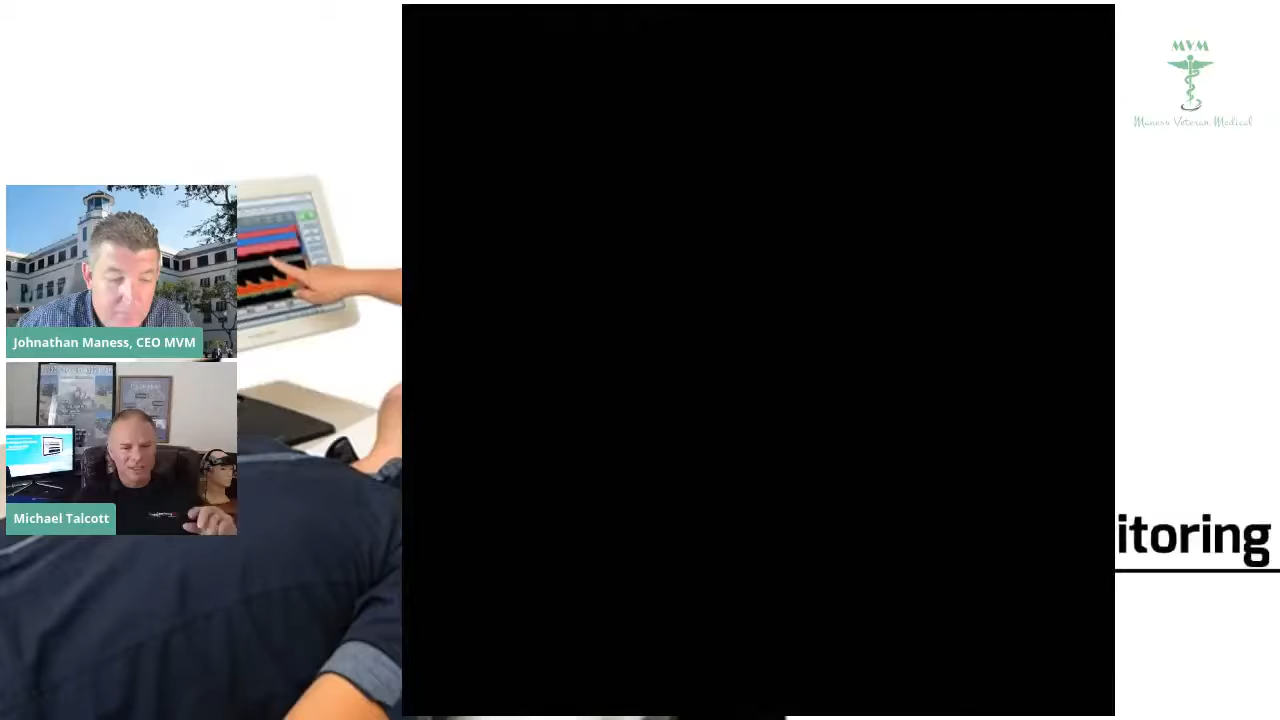 MVM
Maness Veteran Medical
Johnathan Maness, CEO MVM
Michael Talcott
itoring